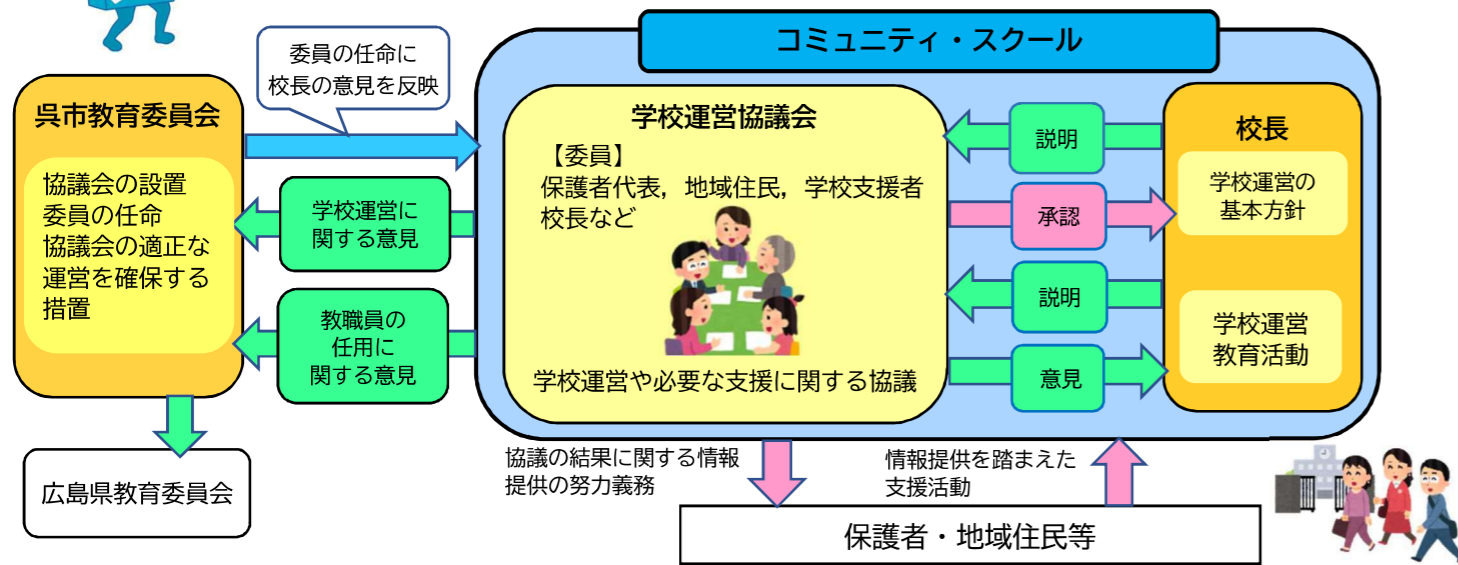 コミュニティ・スクール
委員の任命に
校長の意見を反映
呉市教育委員会
協議会の設置
委員の任命
協議会の適正な
運営を確保する
措置
学校運営に
関する意見
教職員の
任用に
関する意見
広島県教育委員会
学校運営協議会
【委員】
保護者代表，地域住民，学校支援者
校長など
学校運営や必要な支援に関する協議
説明
承認
説明
意見
校長
学校運営の
基本方針
学校運営
教育活動
協議の結果に関する情報
提供の努力義務
情報提供を踏まえた
支援活動
保護者・地域住民等